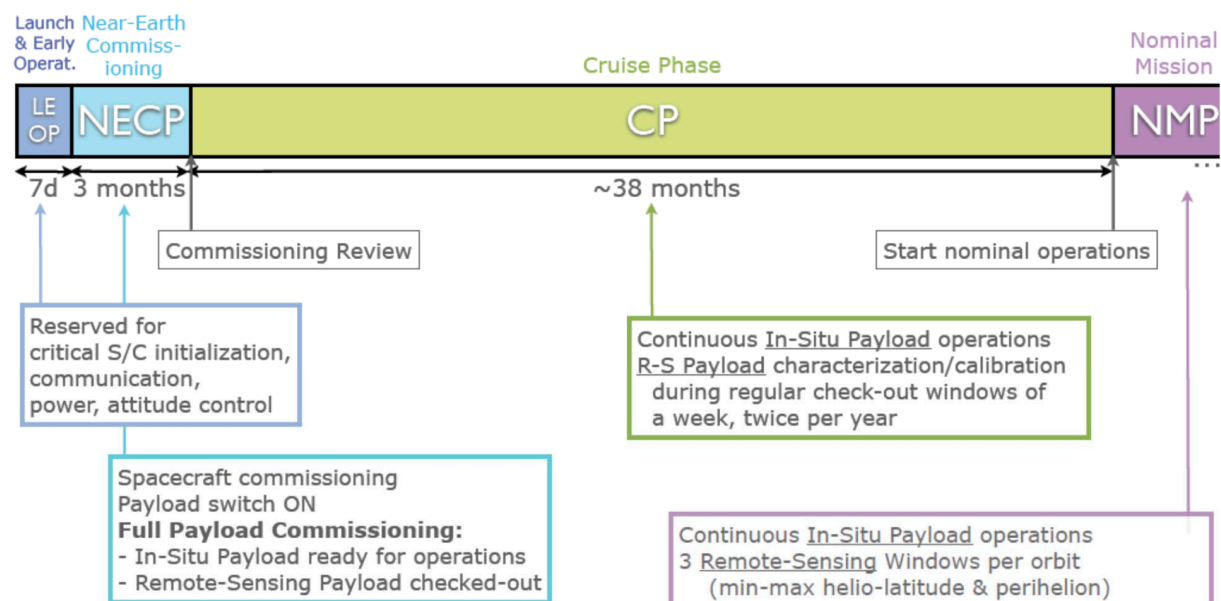 Launch
& Early
Operat.
Near-Earth
Commiss-
ioning
Cruise Phase
Nominal
Mission
LE
OP
NECP
CP
NMP
...
7d
3 months
~38 months
Commissioning Review
Start nominal operations
Reserved for
critical S/C initialization,
communication,
power, attitude control
Continuous In-Situ Payload operations
R-S Payload characterization/calibration
during regular check-out windows of
a week, twice per year
Spacecraft commissioning
Payload switch ON
Full Payload Commissioning:
- In-Situ Payload ready for operations
- Remote-Sensing Payload checked-out
Continuous In-Situ Payload operations
3 Remote-Sensing Windows per orbit
(min-max helio-latitude & perihelion)